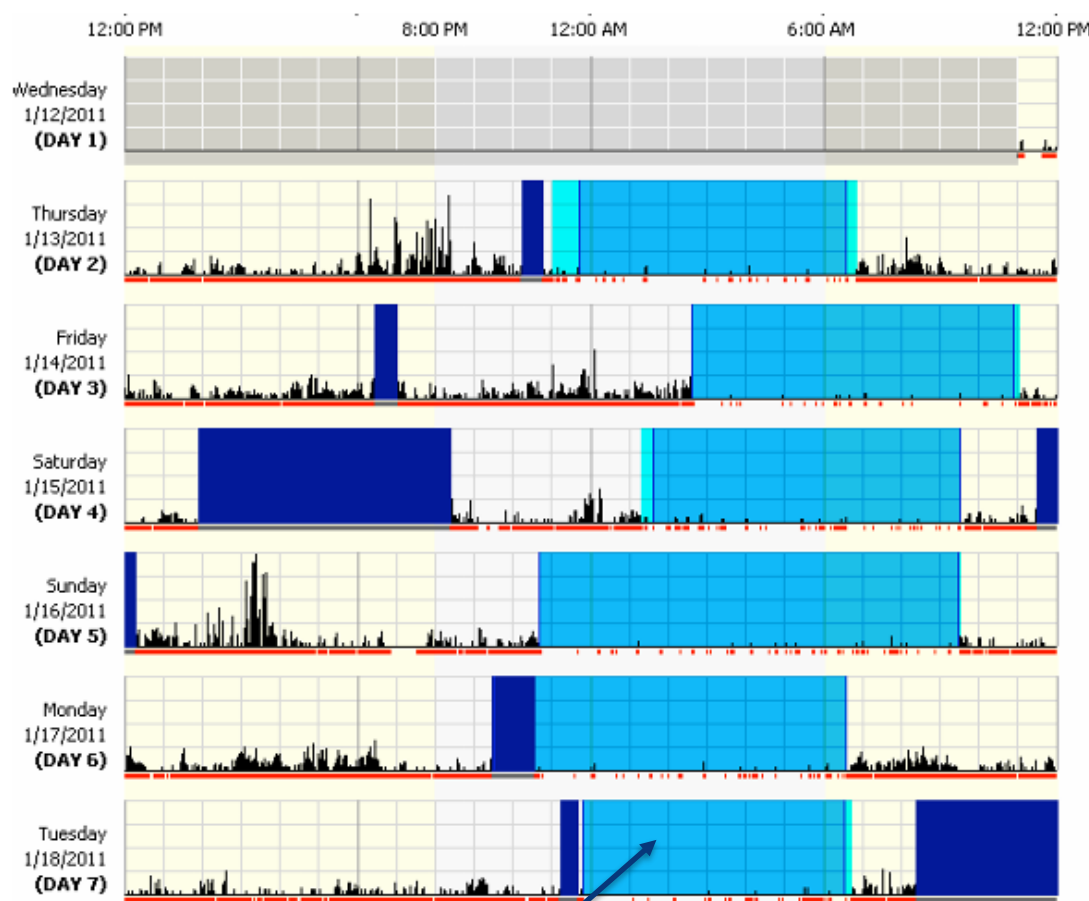 12:00 PM 8:00 PM 12:00 AM 6:00 AM 12:00 PM
Wednesday
1/12/2011
(DAY 1)
Thursday
1/13/2011
(DAY 2)
Friday
1/14/2011
(DAY 3)
Saturday
1/15/2011
(DAY 4)
Sunday
1/16/2011
(DAY 5)
Monday
1/17/2011
(DAY 6)
Tuesday
1/18/2011
(DAY 7)